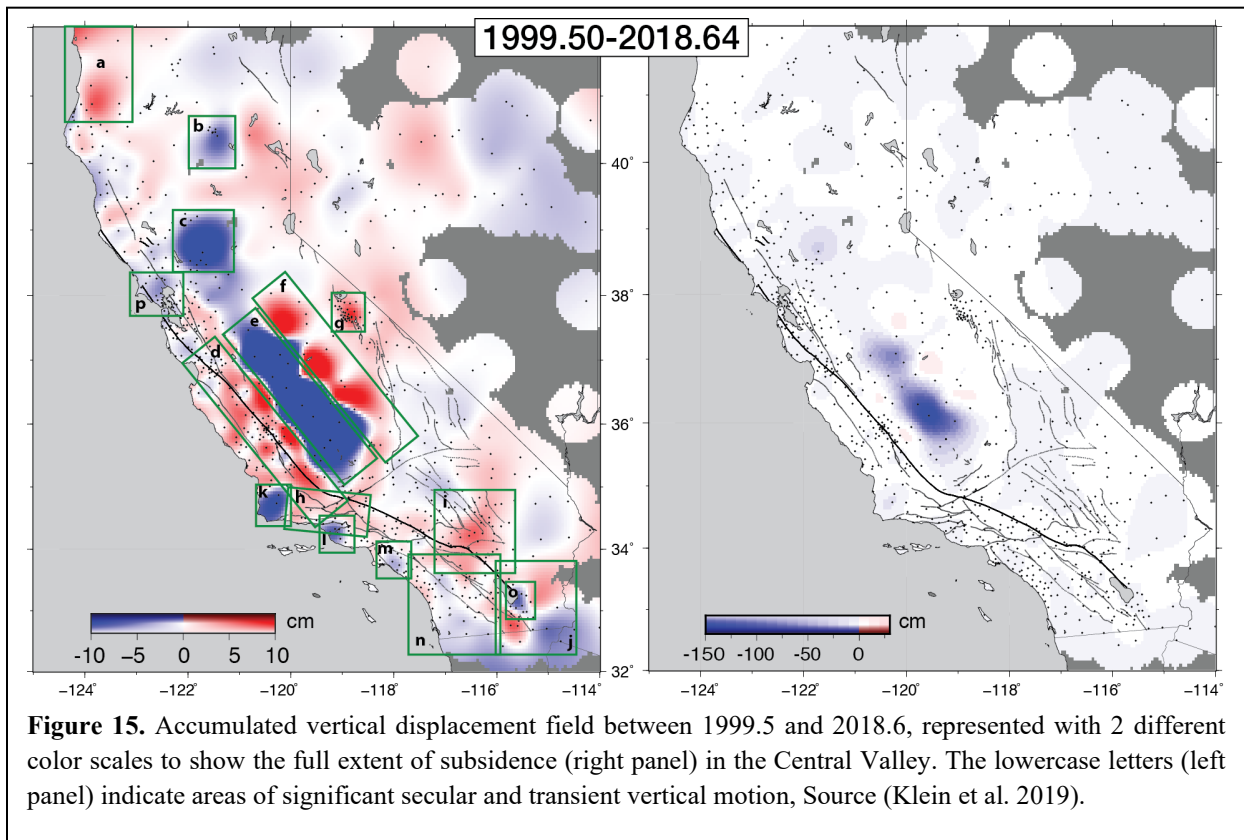 1999.50-2018.64
a
b
c
p
d
e
f
g
k
h
l
m
i
n
o
j
cm
-10 -5 0 5 10
40˚
38˚
36˚
34˚
32˚
−124 −122 −120 −118 −116 −114˚
40˚
38˚
36˚
34˚
cm
-150 -100 -50 0
−124 −122 −120 −118 −116 −114˚
Figure 15. Accumulated vertical displacement field between 1999.5 and 2018.6, represented with 2 different
color scales to show the full extent of subsidence (right panel) in the Central Valley. The lowercase letters (left
panel) indicate areas of significant secular and transient vertical motion, Source (Klein et al. 2019).